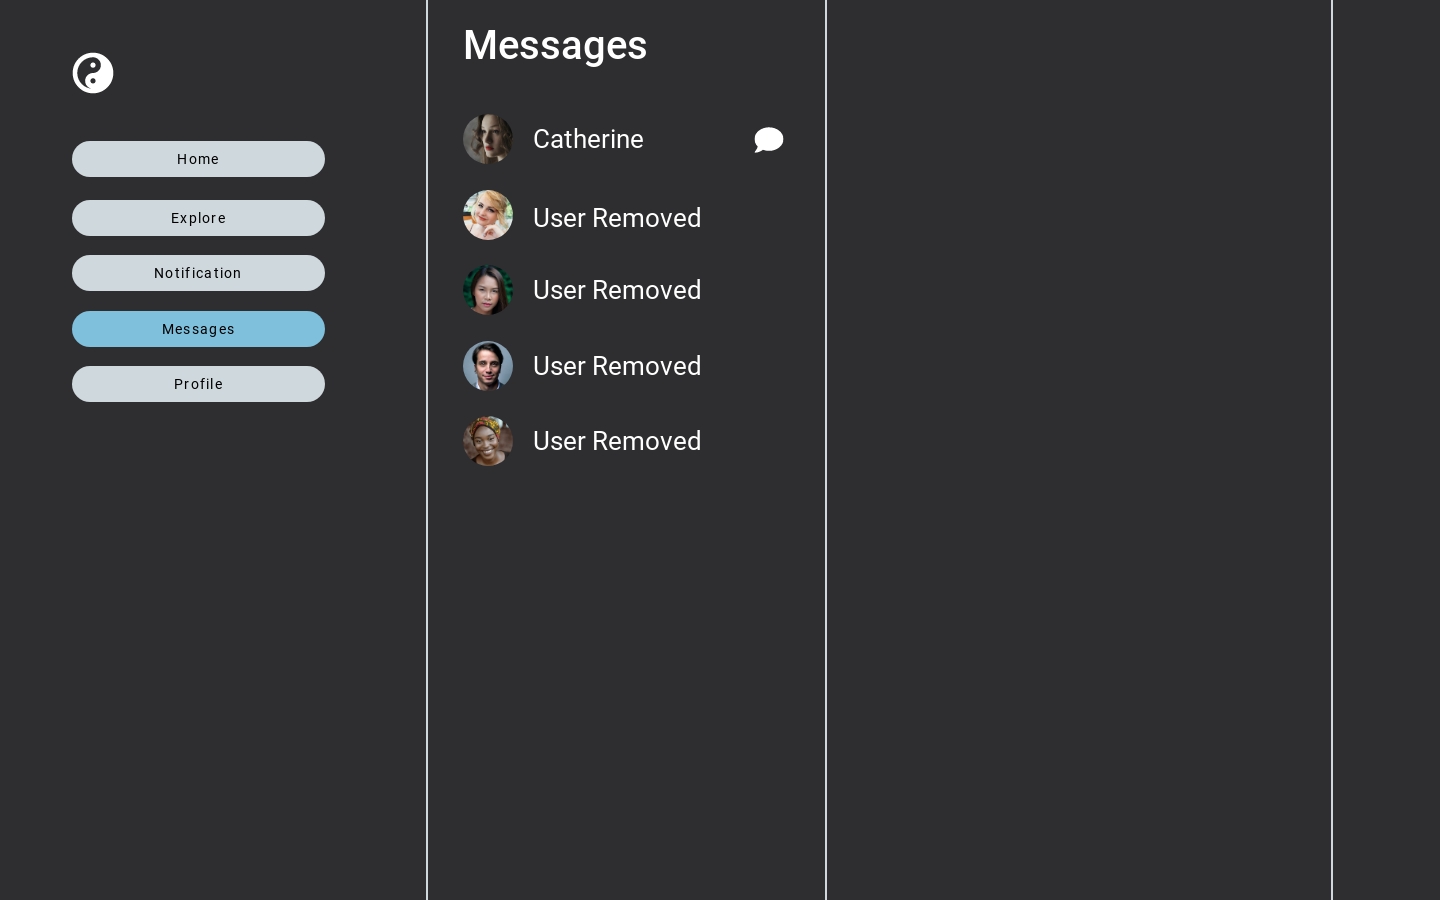 Home
Explore
Notification
Messages
Profile
Messages
Catherine
User Removed
User Removed
User Removed
User Removed